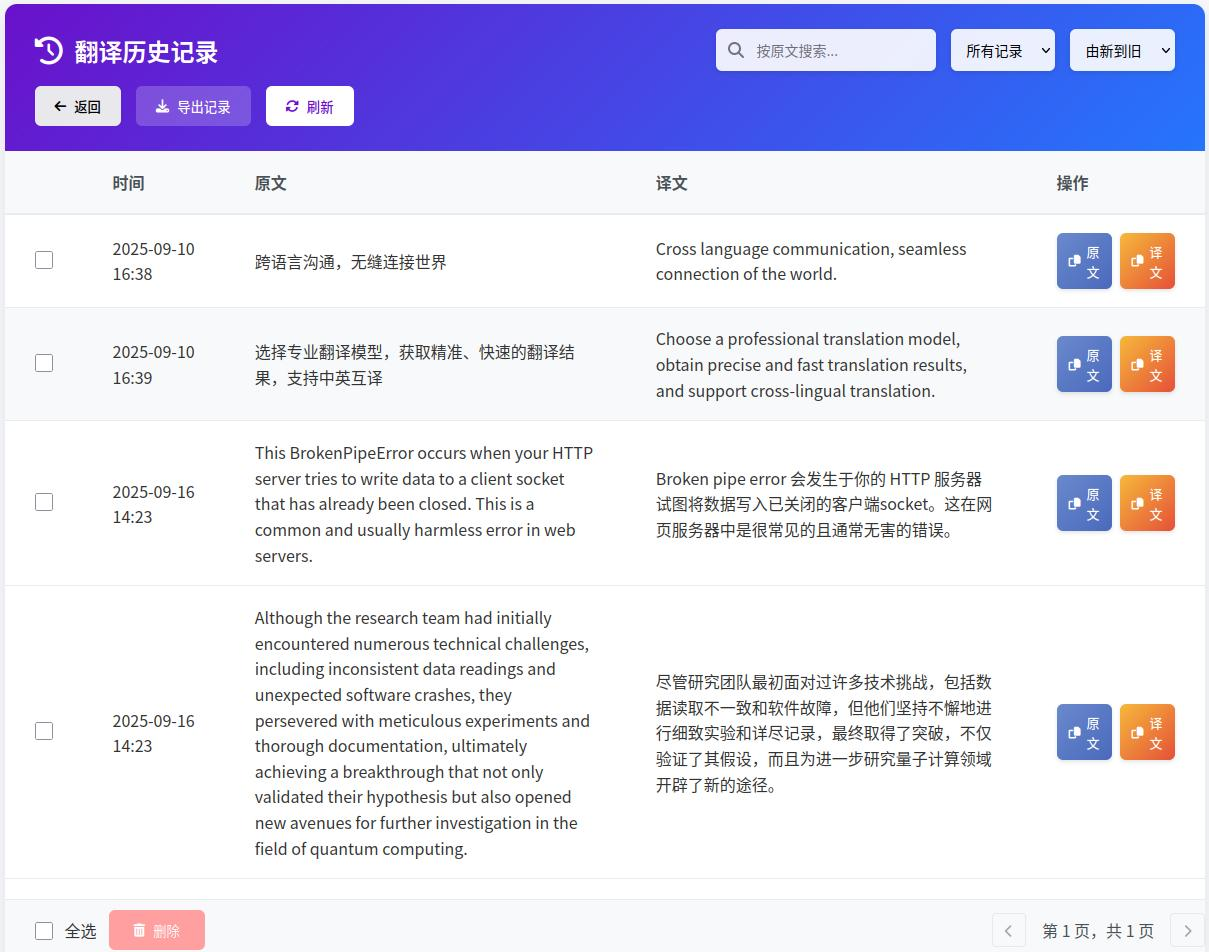 翻译历史记录
按原文搜索...
所有记录
由新到旧
返回
导出记录
刷新
时间
原文
译文
操作
2025-09-10
16:38
跨语言沟通，无缝连接世界
Cross language communication, seamless
connection of the world.
原
文
译
文
2025-09-10
16:39
选择专业翻译模型，获取精准、快速的翻译结
果，支持中英互译
Choose a professional translation model,
obtain precise and fast translation results,
and support cross-lingual translation.
原
文
译
文
2025-09-16
14:23
This BrokenPipeError occurs when your HTTP
server tries to write data to a client socket
that has already been closed. This is a
common and usually harmless error in web
servers.
Broken pipe error 会发生于你的 HTTP 服务器
试图将数据写入已关闭的客户端socket。这在网
页服务器中是很常见的且通常无害的错误。
原
文
译
文
2025-09-16
14:23
Although the research team had initially
encountered numerous technical challenges,
including inconsistent data readings and
unexpected software crashes, they
persevered with meticulous experiments and
thorough documentation, ultimately
achieving a breakthrough that not only
validated their hypothesis but also opened
new avenues for further investigation in the
field of quantum computing.
尽管研究团队最初面对过许多技术挑战，包括数
据读取不一致和软件故障，但他们坚持不懈地进
行细致实验和详尽记录，最终取得了突破，不仅
验证了其假设，而且为进一步研究量子计算领域
开辟了新的途径。
原
文
译
文
全选
删除
第 1 页，共 1 页